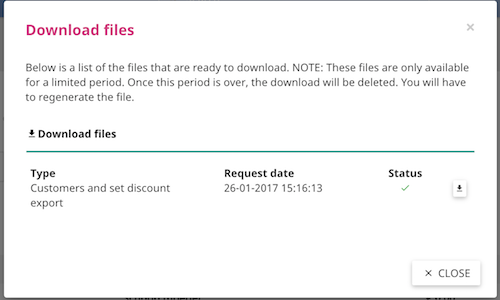 Download files
×
Below is a list of the files that are ready to download. NOTE: These files are only available
for a limited period. Once this period is over, the download will be deleted. You will have
to regenerate the file.
Download files
Type Request date Status
Customers and set discount 26-01-2017 15:16:13
export
× CLOSE